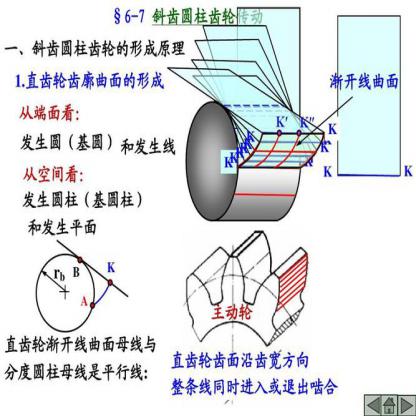 §6-7 斜齿圆柱齿轮传动
一、斜齿圆柱齿轮的形成原理
1.直齿轮齿廓曲面的形成
渐开线曲面
从端面看：
发生圆（基圆）和发生线
从空间看：
发生圆柱（基圆柱）
和发生平面
K' K" K
K
K
K K
rb B K
A
主动轮
直齿轮渐开线曲面母线与
分度圆柱母线是平行线：
直齿轮齿面沿齿宽方向
整条线同时进入或退出啮合